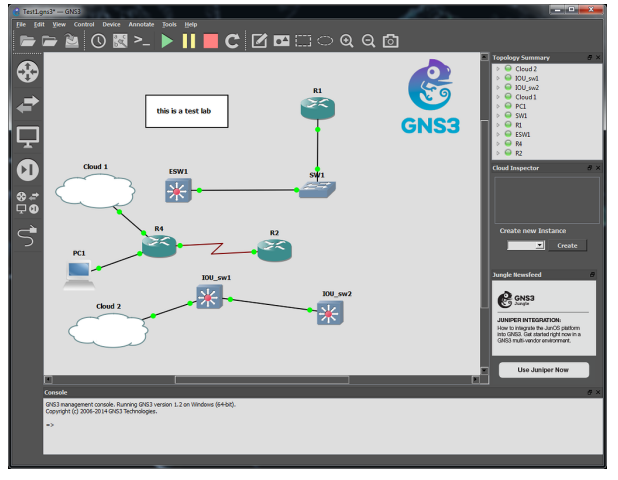 Test1.gns3* — GNS3
File Edit View Control Device Annotate Tools Help
this is a test lab
R1
GNS3
Cloud 1
ESW1
SW1
R4
R2
PC1
IOU_sw1
IOU_sw2
Cloud 2
Topology Summary
Cloud 2
IOU_sw1
IOU_sw2
Cloud 1
PC1
SW1
R1
ESW1
R4
R2
Cloud Inspector
Create new Instance
Create
Jungle Newsfeed
GNS3
Jungle
JUNIPER INTEGRATION:
How to integrate the JunOS platform
into GNS3. Get started right now in a
GNS3 multi-vendor environment.
Use Juniper Now
Console
GNS3 management console. Running GNS3 version 1.2 on Windows (64-bit).
Copyright (c) 2006-2014 GNS3 Technologies.
=>